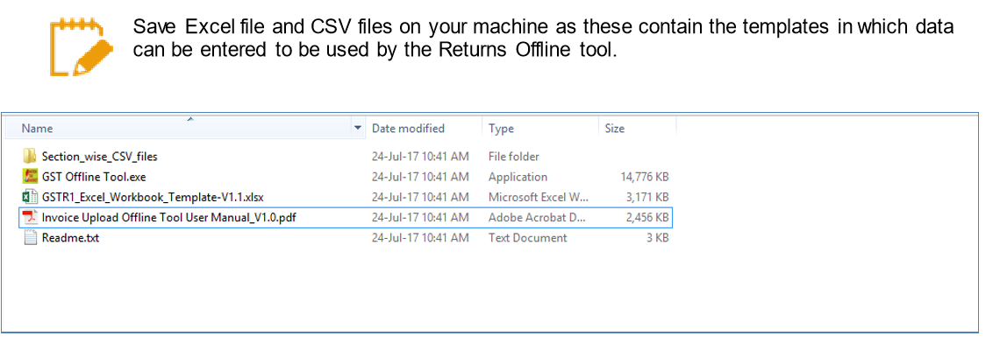 Save Excel file and CSV files on your machine as these contain the templates in which data
can be entered to be used by the Returns Offline tool.
Name Date modified Type Size
Section_wise_CSV_files 24-Jul-17 10:41 AM File folder
GST Offline Tool.exe 24-Jul-17 10:41 AM Application 14,776 KB
GSTR1_Excel_Workbook_Template-V1.1.xlsx 24-Jul-17 10:41 AM Microsoft Excel W... 3,171 KB
Invoice Upload Offline Tool User Manual_V1.0.pdf 24-Jul-17 10:41 AM Adobe Acrobat D... 2,456 KB
Readme.txt 24-Jul-17 10:41 AM Text Document 3 KB